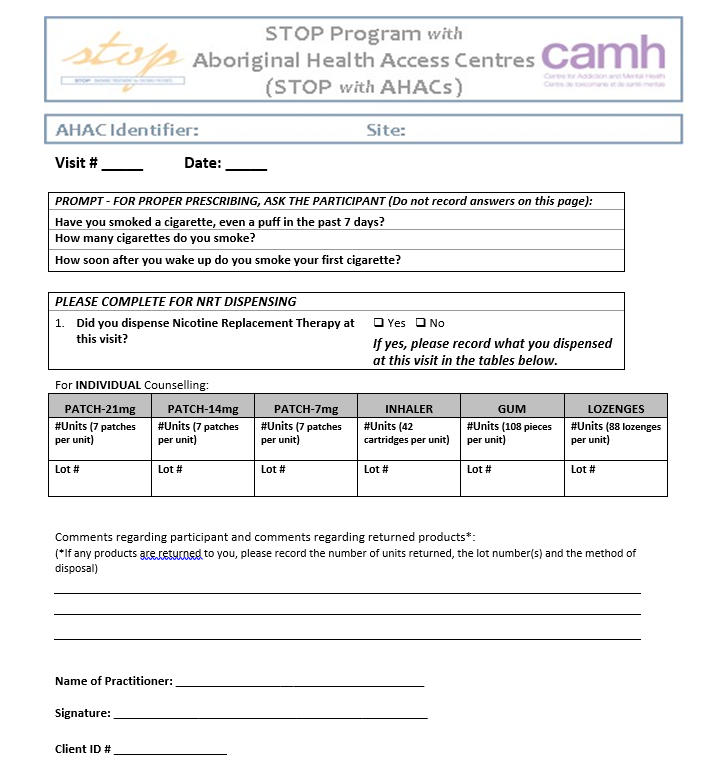 STOP Program with
Aboriginal Health Access Centres
(STOP with AHACs)
stop
STOP
camh
Centre for Addiction and Mental Health
Centre de toxicomanie et de santé mentale
AHAC Identifier: Site:
Visit # _____ Date: _____
PROMPT - FOR PROPER PRESCRIBING, ASK THE PARTICIPANT (Do not record answers on this page):
Have you smoked a cigarette, even a puff in the past 7 days?
How many cigarettes do you smoke?
How soon after you wake up do you smoke your first cigarette?
PLEASE COMPLETE FOR NRT DISPENSING
1. Did you dispense Nicotine Replacement Therapy at this visit?
❑ Yes ❑ No
If yes, please record what you dispensed
at this visit in the tables below.
For INDIVIDUAL Counselling:
PATCH-21mg PATCH-14mg PATCH-7mg INHALER GUM LOZENGES
#Units (7 patches per unit) #Units (7 patches per unit) #Units (7 patches per unit) #Units (42 cartridges per unit) #Units (108 pieces per unit) #Units (88 lozenges per unit)
Lot # Lot # Lot # Lot # Lot # Lot #
Comments regarding participant and comments regarding returned products*:
(*If any products are returned to you, please record the number of units returned, the lot number(s) and the method of
disposal)
Name of Practitioner: ____________________
Signature: ____________________
Client ID # ____________________